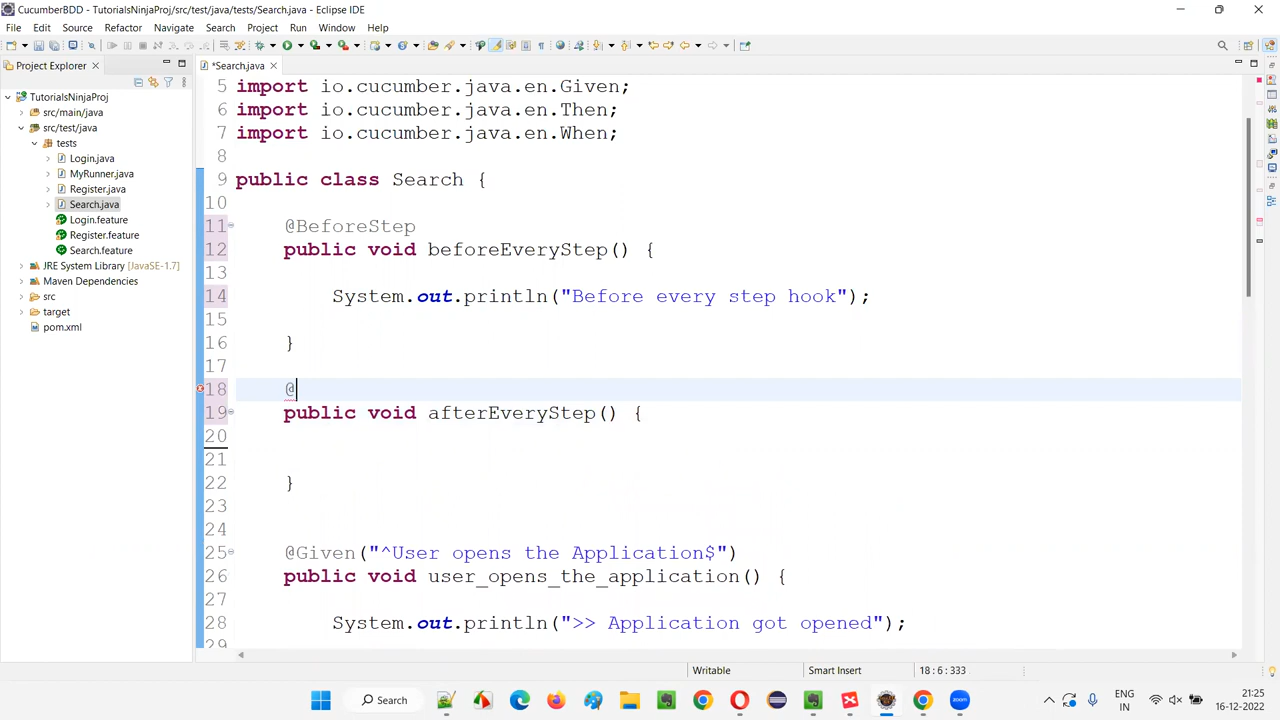 CucumberBDD - TutorialsNinjaProj/src/test/java/tests/Search.java - Eclipse IDE
File Edit Source Refactor Navigate Search Project Run Window Help
Project Explorer
*Search.java
TutorialsNinjaProj
src/main/java
src/test/java
tests
Login.java
MyRunner.java
Register.java
Search.java
Login.feature
Register.feature
Search.feature
JRE System Library [JavaSE-1.7]
Maven Dependencies
src
target
pom.xml
5 import io.cucumber.java.en.Given;
6 import io.cucumber.java.en.Then;
7 import io.cucumber.java.en.When;
8
9 public class Search {
10
11 @BeforeStep
12 public void beforeEveryStep() {
13
14 System.out.println("Before every step hook");
15
16 }
17
18 @
19 public void afterEveryStep() {
20
21
22 }
23
24
25 @Given("^User opens the Application$")
26 public void user_opens_the_application() {
27
28 System.out.println(">> Application got opened");
29
Writable Smart Insert 18 : 6 : 333
Search
ENG
IN
21:25
16-12-2022